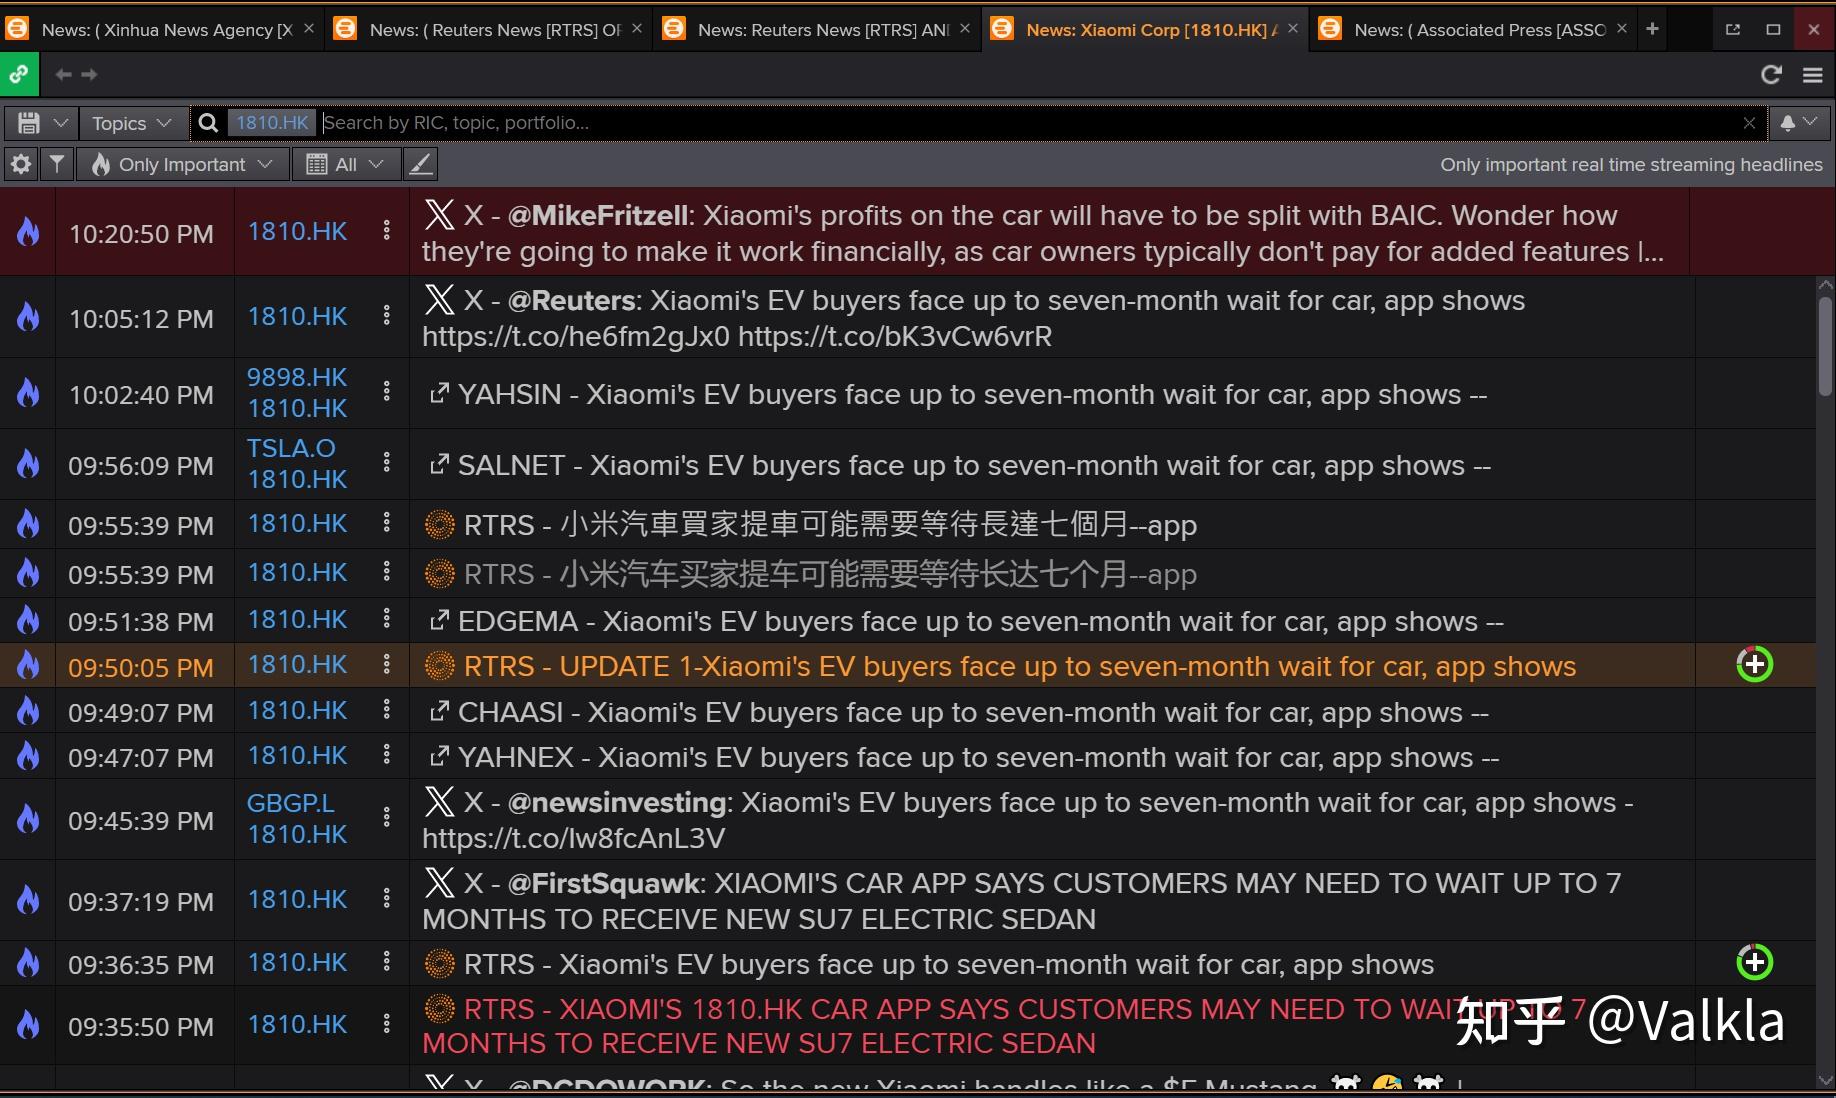 News: ( Xinhua News Agency [X
News: ( Reuters News [RTRS] OF
News: Reuters News [RTRS] AN
News: Xiaomi Corp [1810.HK] A
News: ( Associated Press [ASSO
Topics
1810.HK Search by RIC, topic, portfolio...
Only Important
All
Only important real time streaming headlines
10:20:50 PM 1810.HK X - @MikeFritzell: Xiaomi's profits on the car will have to be split with BAIC. Wonder how
they're going to make it work financially, as car owners typically don't pay for added features |...
10:05:12 PM 1810.HK X - @Reuters: Xiaomi's EV buyers face up to seven-month wait for car, app shows
https://t.co/he6fm2gJx0 https://t.co/bK3vCw6vrR
10:02:40 PM 9898.HK
1810.HK YAHSIN - Xiaomi's EV buyers face up to seven-month wait for car, app shows --
09:56:09 PM TSLA.O
1810.HK SALNET - Xiaomi's EV buyers face up to seven-month wait for car, app shows --
09:55:39 PM 1810.HK RTRS - 小米汽車買家提車可能需要等待長達七個月--app
09:55:39 PM 1810.HK RTRS - 小米汽车买家提车可能需要等待长达七个月--app
09:51:38 PM 1810.HK EDGEMA - Xiaomi's EV buyers face up to seven-month wait for car, app shows --
09:50:05 PM 1810.HK RTRS - UPDATE 1-Xiaomi's EV buyers face up to seven-month wait for car, app shows
09:49:07 PM 1810.HK CHAASI - Xiaomi's EV buyers face up to seven-month wait for car, app shows --
09:47:07 PM 1810.HK YAHNEX - Xiaomi's EV buyers face up to seven-month wait for car, app shows --
09:45:39 PM GBGP.L
1810.HK X - @newsinvesting: Xiaomi's EV buyers face up to seven-month wait for car, app shows -
https://t.co/lw8fcAnL3V
09:37:19 PM 1810.HK X - @FirstSquawk: XIAOMI'S CAR APP SAYS CUSTOMERS MAY NEED TO WAIT UP TO 7
MONTHS TO RECEIVE NEW SU7 ELECTRIC SEDAN
09:36:35 PM 1810.HK RTRS - Xiaomi's EV buyers face up to seven-month wait for car, app shows
09:35:50 PM 1810.HK RTRS - XIAOMI'S 1810.HK CAR APP SAYS CUSTOMERS MAY NEED TO WAIT UP TO 7
MONTHS TO RECEIVE NEW SU7 ELECTRIC SEDAN
知乎 @Valkla
X - @DCDOWORK: So the new Xiaomi handles like a $F Mustang ☠️ 🤣 ☠️ |